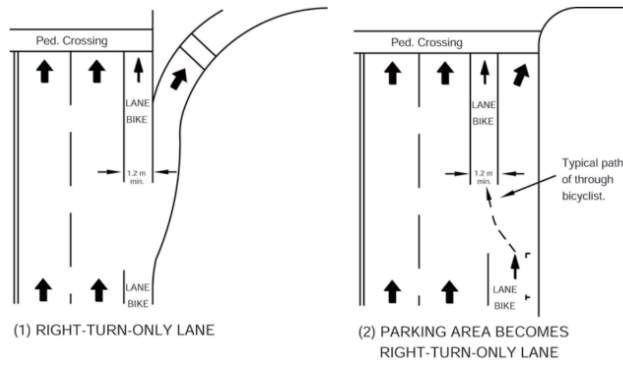 Ped. Crossing
LANE
BIKE
1.2 m
min.
LANE
BIKE
(1) RIGHT-TURN-ONLY LANE
Ped. Crossing
LANE
BIKE
1.2 m
min.
Typical path
of through
bicyclist.
LANE
BIKE
(2) PARKING AREA BECOMES
RIGHT-TURN-ONLY LANE